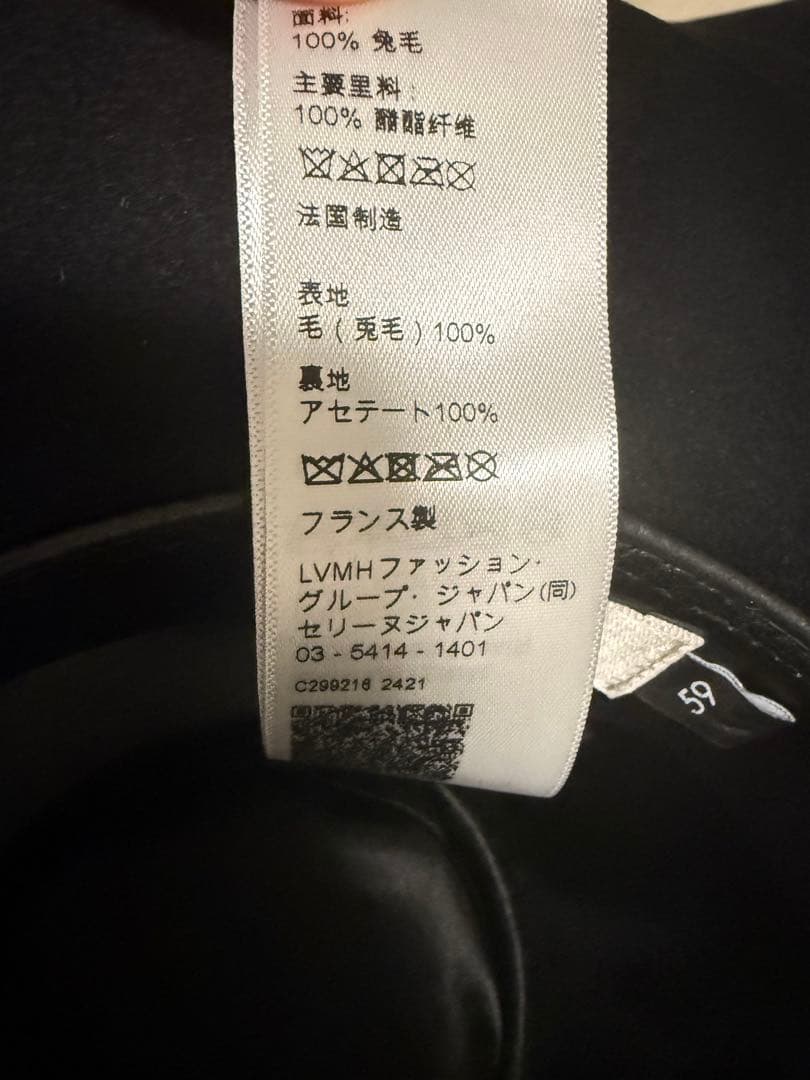 面料:
100% 兔毛
主要里料:
100% 醋酯纤维
法国制造
表地
毛 ( 兎毛 ) 100%
裏地
アセテート100%
フランス製
LVMHファッション・
グループ・ジャパン(同)
セリーヌジャパン
03 - 5414 - 1401
C299216 2421
59